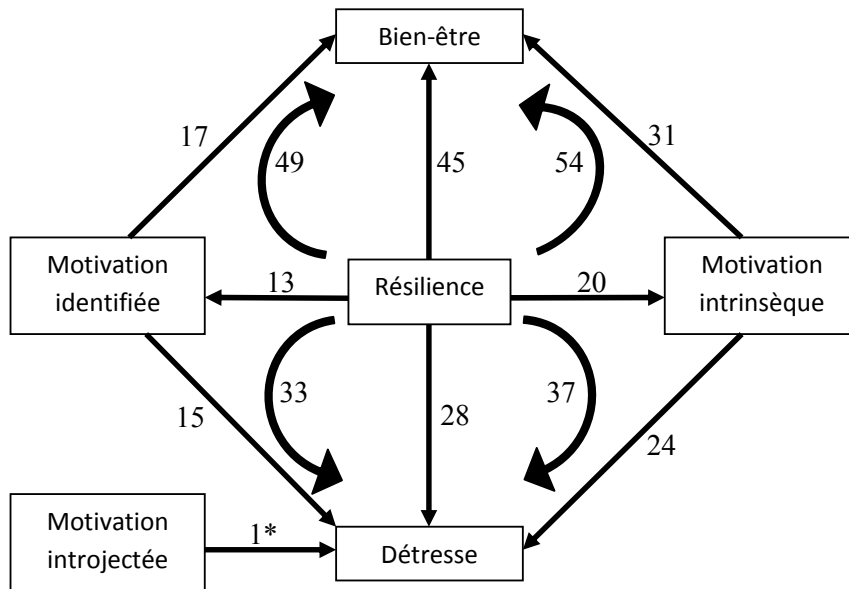 Bien-être
17
31
49
45
54
Motivation
identifiée
13
Résilience
20
Motivation
intrinsèque
33
37
15
28
24
Motivation
introjectée
1*
Détresse